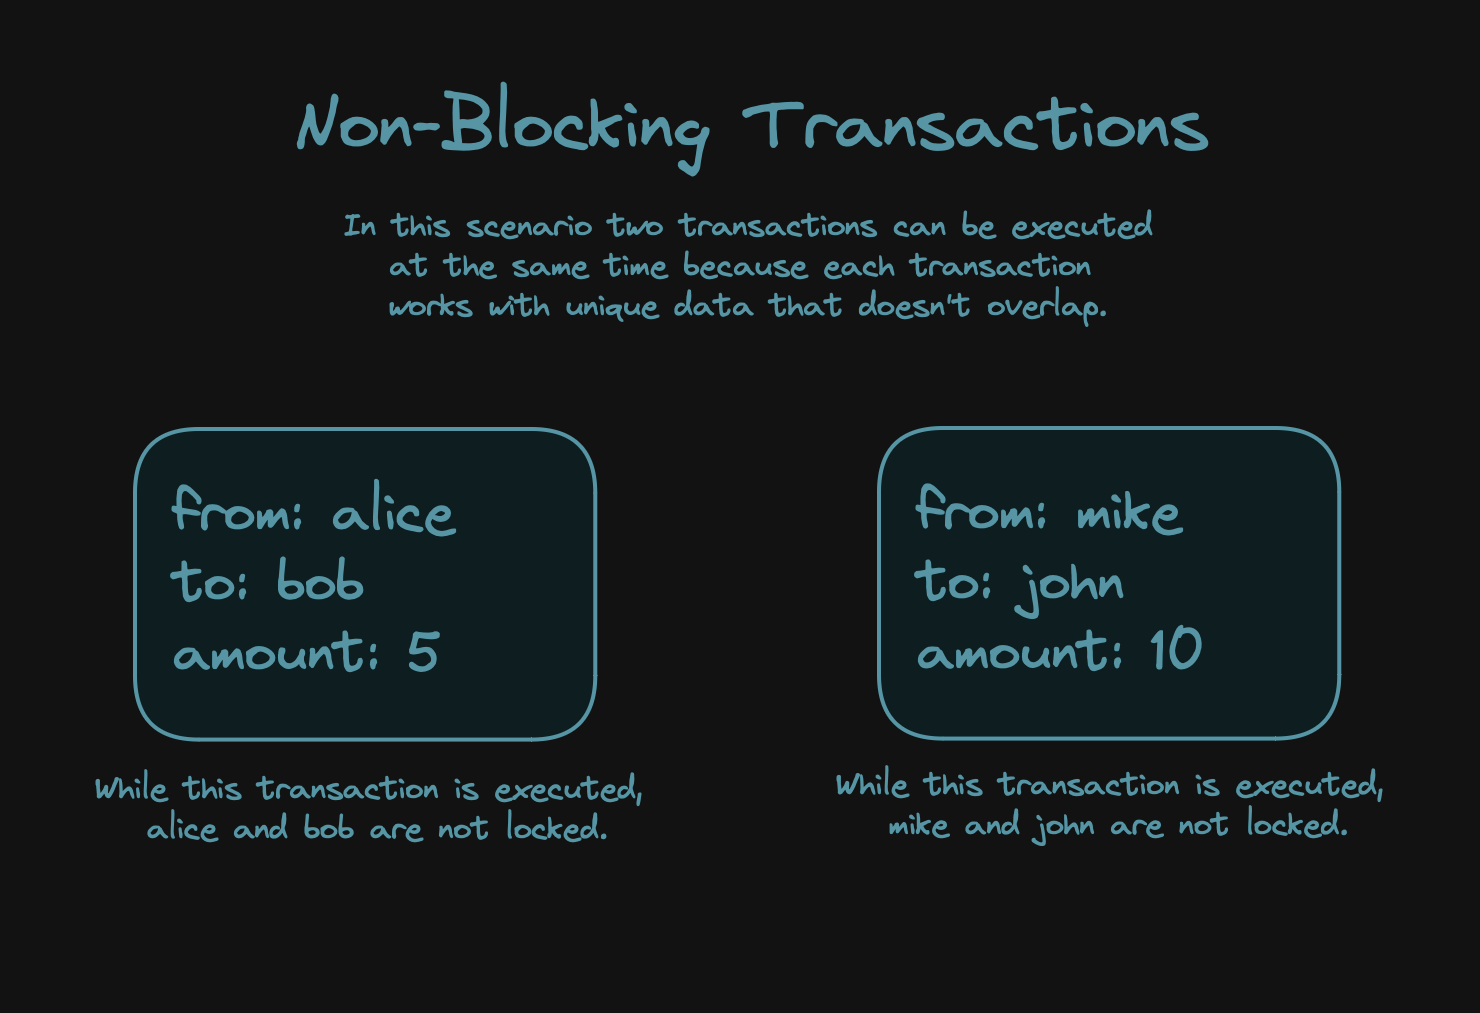 Non-Blocking Transactions
In this scenario two transactions can be executed
at the same time because each transaction
works with unique data that doesn't overlap.
from: alice
to: bob
amount: 5
While this transaction is executed,
alice and bob are not locked.
from: mike
to: john
amount: 10
While this transaction is executed,
mike and john are not locked.